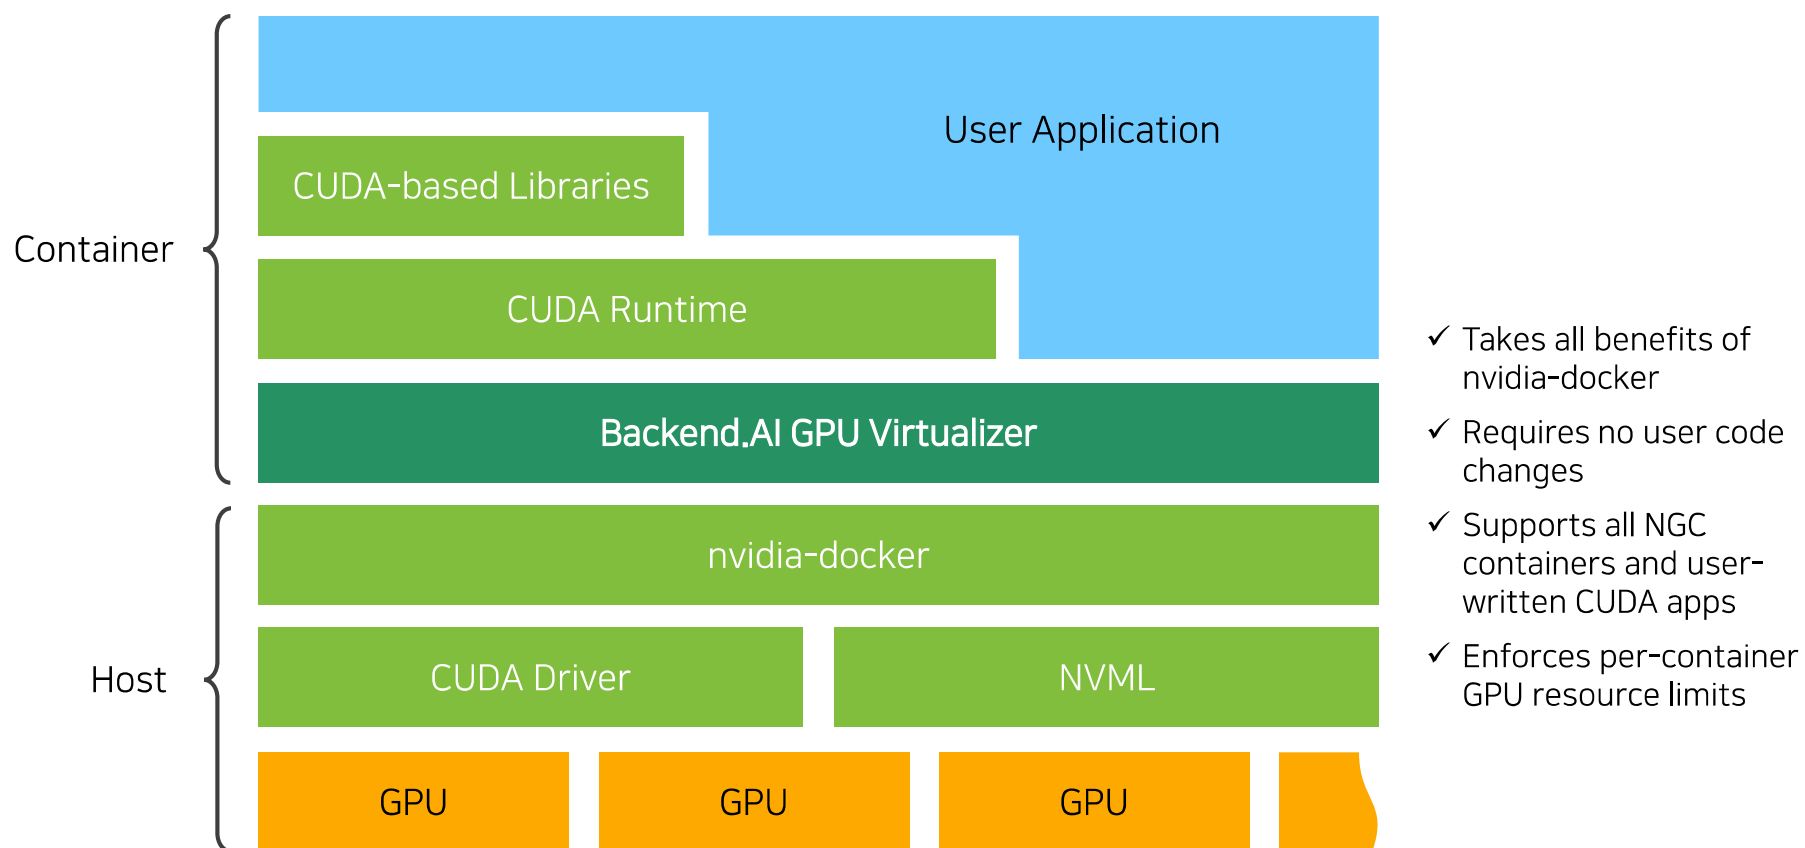 User Application
CUDA-based Libraries
Container
CUDA Runtime
Backend.AI GPU Virtualizer
nvidia-docker
Host
CUDA Driver
NVML
GPU
GPU
GPU
✓ Takes all benefits of
nvidia-docker
✓ Requires no user code
changes
✓ Supports all NGC
containers and user-
written CUDA apps
✓ Enforces per-container
GPU resource limits